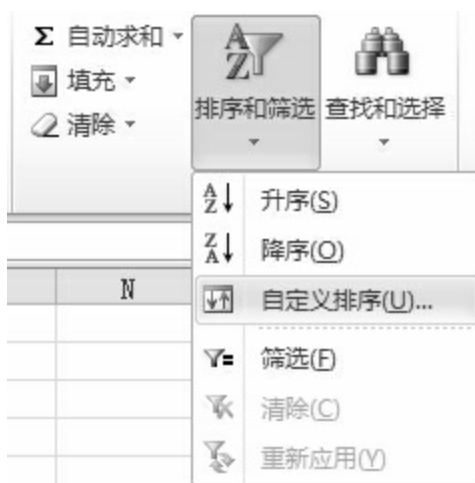 Σ 自动求和
填充
清除
排序和筛选
查找和选择
升序(S)
降序(O)
N
自定义排序(U)...
筛选(F)
清除(C)
重新应用(Y)